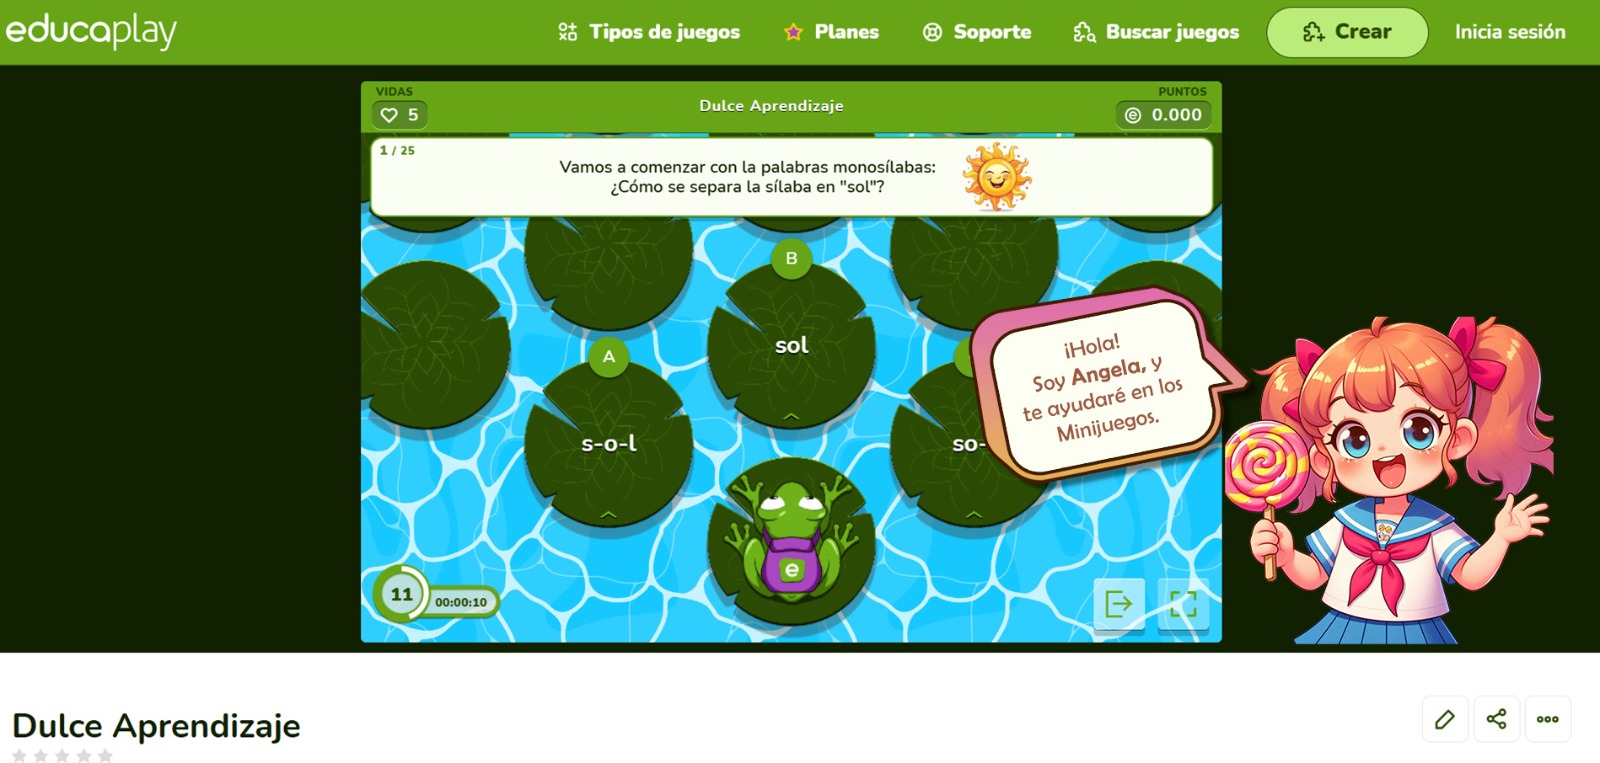 educaplay
Tipos de juegos
Planes
Soporte
Buscar juegos
Crear
Inicia sesión
VIDAS
5
Dulce Aprendizaje
PUNTOS
0.000
1 / 25
Vamos a comenzar con la palabras monosílabas:
¿Cómo se separa la sílaba en "sol"?
B
sol
A
s-o-l
so-
¡Hola!
Soy Angela, y
te ayudaré en los
Minijuegos.
e
11
00:00:10
Dulce Aprendizaje